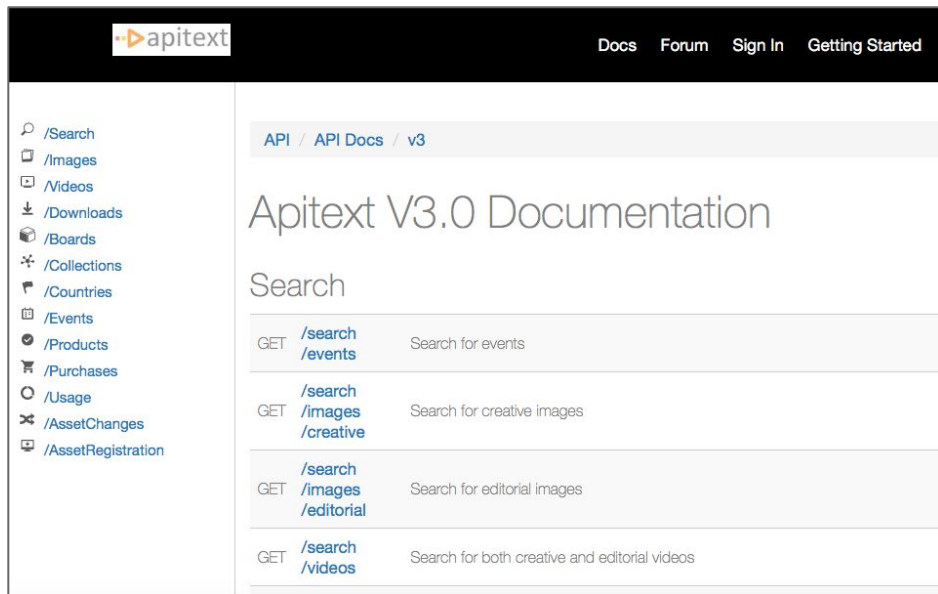 apitext
Docs Forum Sign In Getting Started
/Search
/Images
/Videos
/Downloads
/Boards
/Collections
/Countries
/Events
/Products
/Purchases
/Usage
/AssetChanges
/AssetRegistration
API / API Docs / v3
Apitext V3.0 Documentation
Search
GET /search
/events Search for events
GET /search
/images
/creative Search for creative images
GET /search
/images
/editorial Search for editorial images
GET /search
/videos Search for both creative and editorial videos